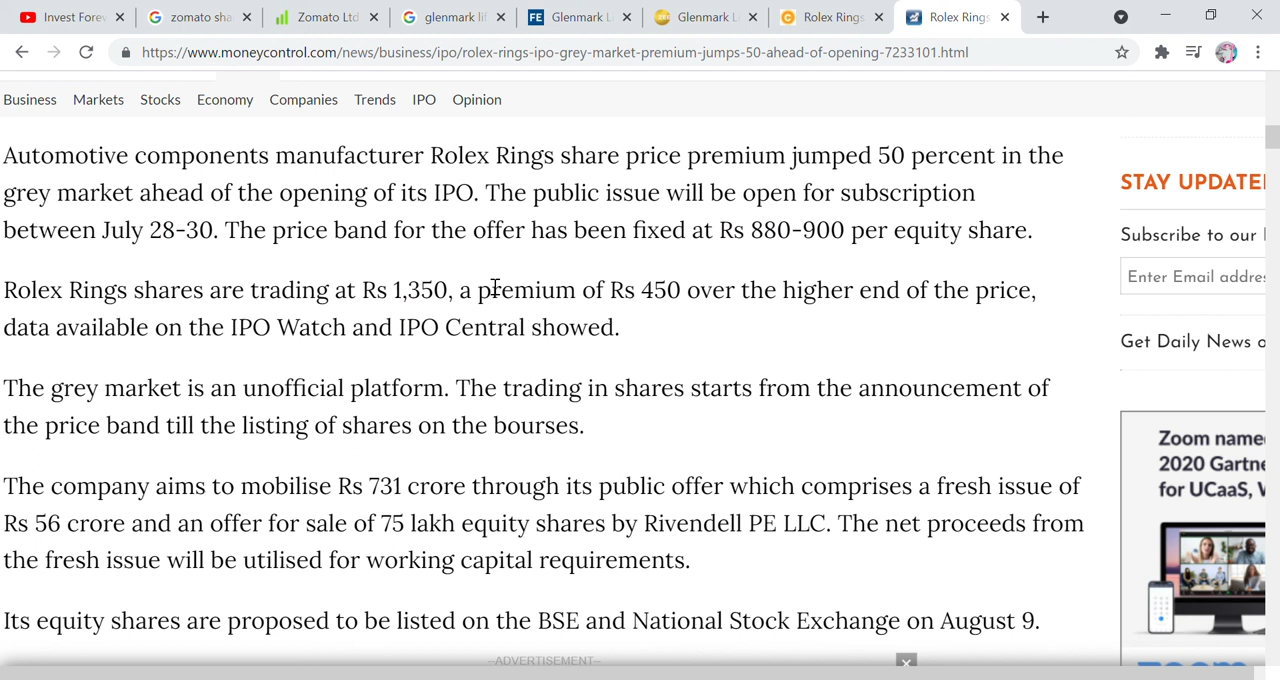 Invest Fore
zomato sha
Zomato Ltd
glenmark lif
Glenmark L
Glenmark L
Rolex Rings
Rolex Rings
https://www.moneycontrol.com/news/business/ipo/rolex-rings-ipo-grey-market-premium-jumps-50-ahead-of-opening-7233101.html
Business Markets Stocks Economy Companies Trends IPO Opinion
Automotive components manufacturer Rolex Rings share price premium jumped 50 percent in the
grey market ahead of the opening of its IPO. The public issue will be open for subscription
between July 28-30. The price band for the offer has been fixed at Rs 880-900 per equity share.
Rolex Rings shares are trading at Rs 1,350, a premium of Rs 450 over the higher end of the price,
data available on the IPO Watch and IPO Central showed.
The grey market is an unofficial platform. The trading in shares starts from the announcement of
the price band till the listing of shares on the bourses.
The company aims to mobilise Rs 731 crore through its public offer which comprises a fresh issue of
Rs 56 crore and an offer for sale of 75 lakh equity shares by Rivendell PE LLC. The net proceeds from
the fresh issue will be utilised for working capital requirements.
Its equity shares are proposed to be listed on the BSE and National Stock Exchange on August 9.
--ADVERTISEMENT--
STAY UPDATE
Subscribe to our
Enter Email addre
Get Daily News o
Zoom name
2020 Gartne
for UCaaS, W
zoom